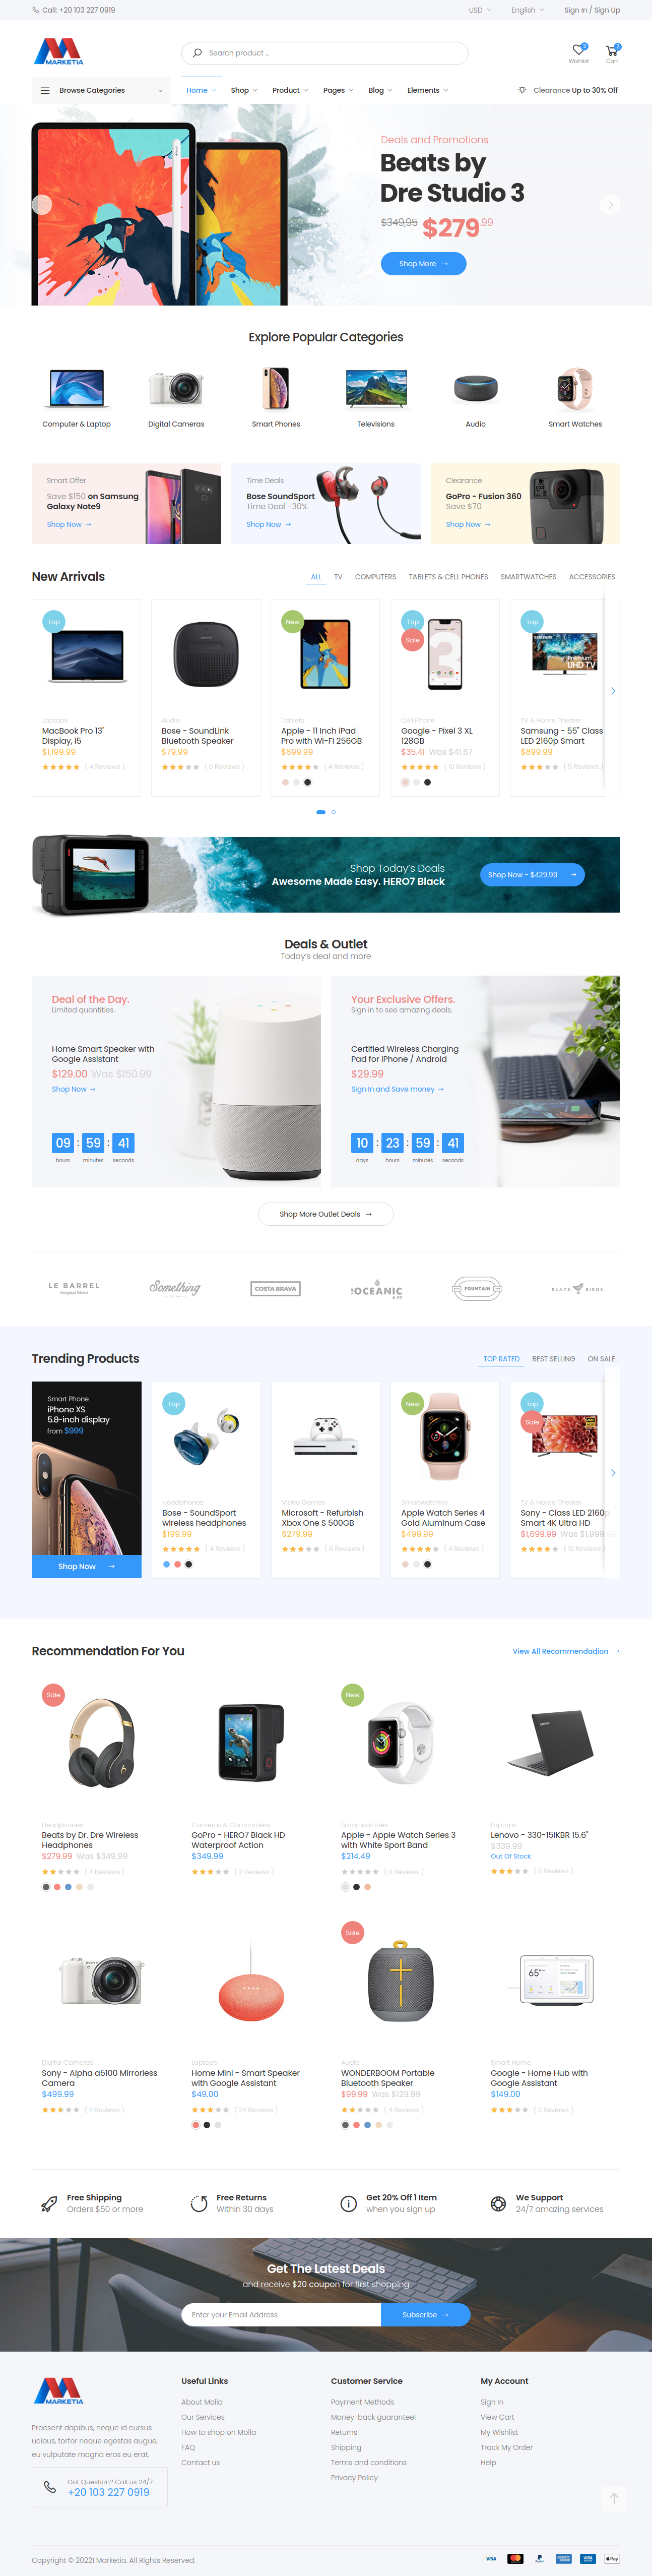 Call: +20 103 227 0919
USD
English
Sign In / Sign Up
MARKETIA
Search product ...
3
Wishlist
3
Cart
Browse Categories
Home
Shop
Product
Pages
Blog
Elements
Clearance Up to 30% Off
Deals and Promotions
Beats by
Dre Studio 3
$349,95 $279.99
Shop More
Explore Popular Categories
Computer & Laptop
Digital Cameras
Smart Phones
Televisions
Audio
Smart Watches
Smart Offer
Save $150 on Samsung
Galaxy Note9
Shop Now
Time Deals
Bose SoundSport
Time Deal -30%
Shop Now
Clearance
GoPro - Fusion 360
Save $70
Shop Now
New Arrivals
ALL
TV
COMPUTERS
TABLETS & CELL PHONES
SMARTWATCHES
ACCESSORIES
Top
Laptops
MacBook Pro 13"
Display, i5
$1,199.99
( 4 Reviews )
Audio
Bose - SoundLink
Bluetooth Speaker
$79.99
( 6 Reviews )
New
Tablets
Apple - 11 Inch iPad
Pro with Wi-Fi 256GB
$899.99
( 4 Reviews )
Top
Sale
Cell Phone
Google - Pixel 3 XL
128GB
$35.41 Was $41.67
( 10 Reviews )
Top
SAMSUNG
Premium
UHD TV
TV & Home Theater
Samsung - 55" Class
LED 2160p Smart
$899.99
( 5 Reviews )
Shop Today's Deals
Awesome Made Easy. HERO7 Black
Shop Now - $429.99
Deals & Outlet
Today's deal and more
Deal of the Day.
Limited quantities.
Home Smart Speaker with
Google Assistant
$129.00 Was $150.99
Shop Now
09 : 59 : 41
hours minutes seconds
Your Exclusive Offers.
Sign in to see amazing deals.
Certified Wireless Charging
Pad for iPhone / Android
$29.99
Sign In and Save money
10 : 23 : 59 : 41
days hours minutes seconds
Shop More Outlet Deals
LE BARREL
Original Blend
Something
COSTA BRAVA
THE OCEANIC
& CO
FOUNTAIN
BLACK BIRDS
Trending Products
TOP RATED
BEST SELLING
ON SALE
Smart Phone
iPhone XS
5.8-inch display
from $999
Shop Now
Top
Headphones
Bose - SoundSport
wireless headphones
$199.99
( 4 Reviews )
Video Games
Microsoft - Refurbish
Xbox One S 500GB
$279.99
( 6 Reviews )
New
Smartwatches
Apple Watch Series 4
Gold Aluminum Case
$499.99
( 4 Reviews )
Top
Sale
TV & Home Theater
Sony - Class LED 2160p
Smart 4K Ultra HD
$1,699.99 Was $1,999
( 10 Reviews )
Recommendation For You
View All Recommendadion
Sale
Headphones
Beats by Dr. Dre Wireless
Headphones
$279.99 Was $349.99
( 4 Reviews )
Cameras & Camcorders
GoPro - HERO7 Black HD
Waterproof Action
$349.99
( 2 Reviews )
New
Smartwatches
Apple - Apple Watch Series 3
with White Sport Band
$214.49
( 0 Reviews )
Laptops
Lenovo - 330-15IKBR 15.6"
$339.99
Out Of Stock
( 11 Reviews )
Digital Cameras
Sony - Alpha a5100 Mirrorless
Camera
$499.99
( 11 Reviews )
Laptops
Home Mini - Smart Speaker
with Google Assistant
$49.00
( 24 Reviews )
Sale
Audio
WONDERBOOM Portable
Bluetooth Speaker
$99.99 Was $129.99
( 4 Reviews )
65°
Smart Home
Google - Home Hub with
Google Assistant
$149.00
( 2 Reviews )
Free Shipping
Orders $50 or more
Free Returns
Within 30 days
Get 20% Off 1 Item
when you sign up
We Support
24/7 amazing services
Get The Latest Deals
and receive $20 coupon for first shopping
Enter your Email Address
Subscribe
MARKETIA
Praesent dapibus, neque id cursus
ucibus, tortor neque egestas augue,
eu vulputate magna eros eu erat.
Got Question? Call us 24/7
+20 103 227 0919
Useful Links
About Molla
Our Services
How to shop on Molla
FAQ
Contact us
Customer Service
Payment Methods
Money-back guarantee!
Returns
Shipping
Terms and conditions
Privacy Policy
My Account
Sign In
View Cart
My Wishlist
Track My Order
Help
Copyright © 2022I Marketia. All Rights Reserved.
VISA
PayPal
VISA
Pay